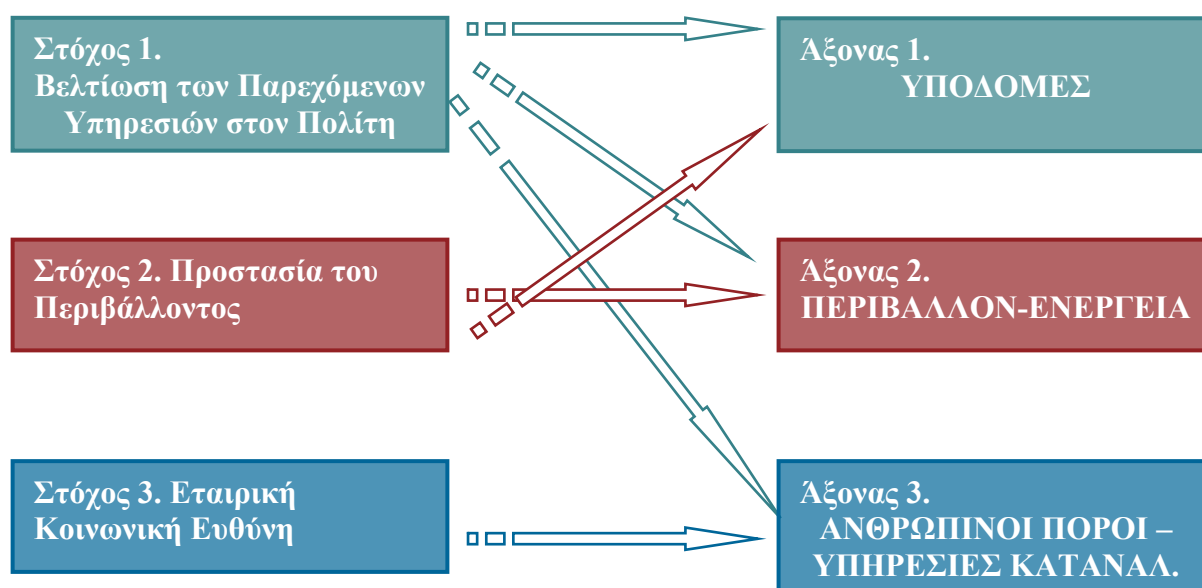 Στόχος 1.
Βελτίωση των Παρεχόμενων
Υπηρεσιών στον Πολίτη
Άξονας 1.
ΥΠΟΔΟΜΕΣ
Στόχος 2. Προστασία του
Περιβάλλοντος
Άξονας 2.
ΠΕΡΙΒΑΛΛΟΝ-ΕΝΕΡΓΕΙΑ
Στόχος 3. Εταιρική
Κοινωνική Ευθύνη
Άξονας 3.
ΑΝΘΡΩΠΙΝΟΙ ΠΟΡΟΙ –
ΥΠΗΡΕΣΙΕΣ ΚΑΤΑΝΑΛ.